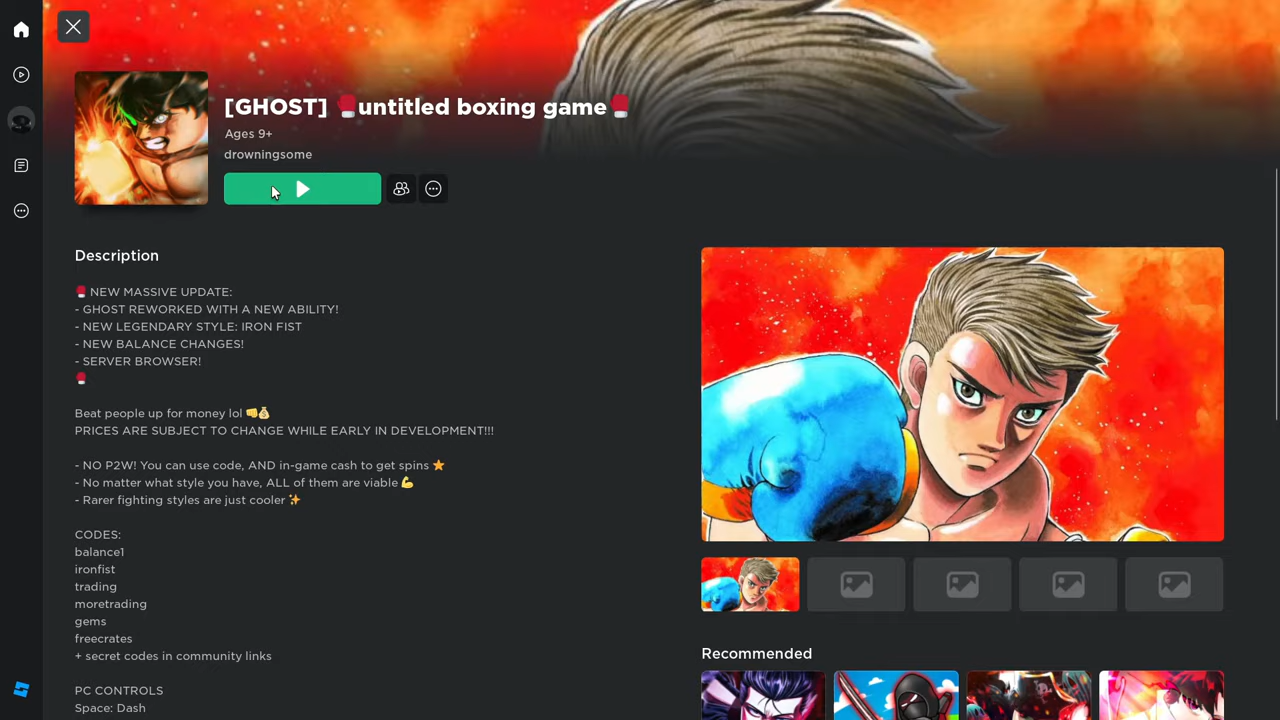 [GHOST] 🥊untitled boxing game🥊
Ages 9+
drowningsome
Description
🥊 NEW MASSIVE UPDATE:
- GHOST REWORKED WITH A NEW ABILITY!
- NEW LEGENDARY STYLE: IRON FIST
- NEW BALANCE CHANGES!
- SERVER BROWSER!
🥊
Beat people up for money lol 👊💰
PRICES ARE SUBJECT TO CHANGE WHILE EARLY IN DEVELOPMENT!!!
- NO P2W! You can use code, AND in-game cash to get spins ⭐
- No matter what style you have, ALL of them are viable 💪
- Rarer fighting styles are just cooler ✨
CODES:
balance1
ironfist
trading
moretrading
gems
freecrates
+ secret codes in community links
PC CONTROLS
Space: Dash
Recommended